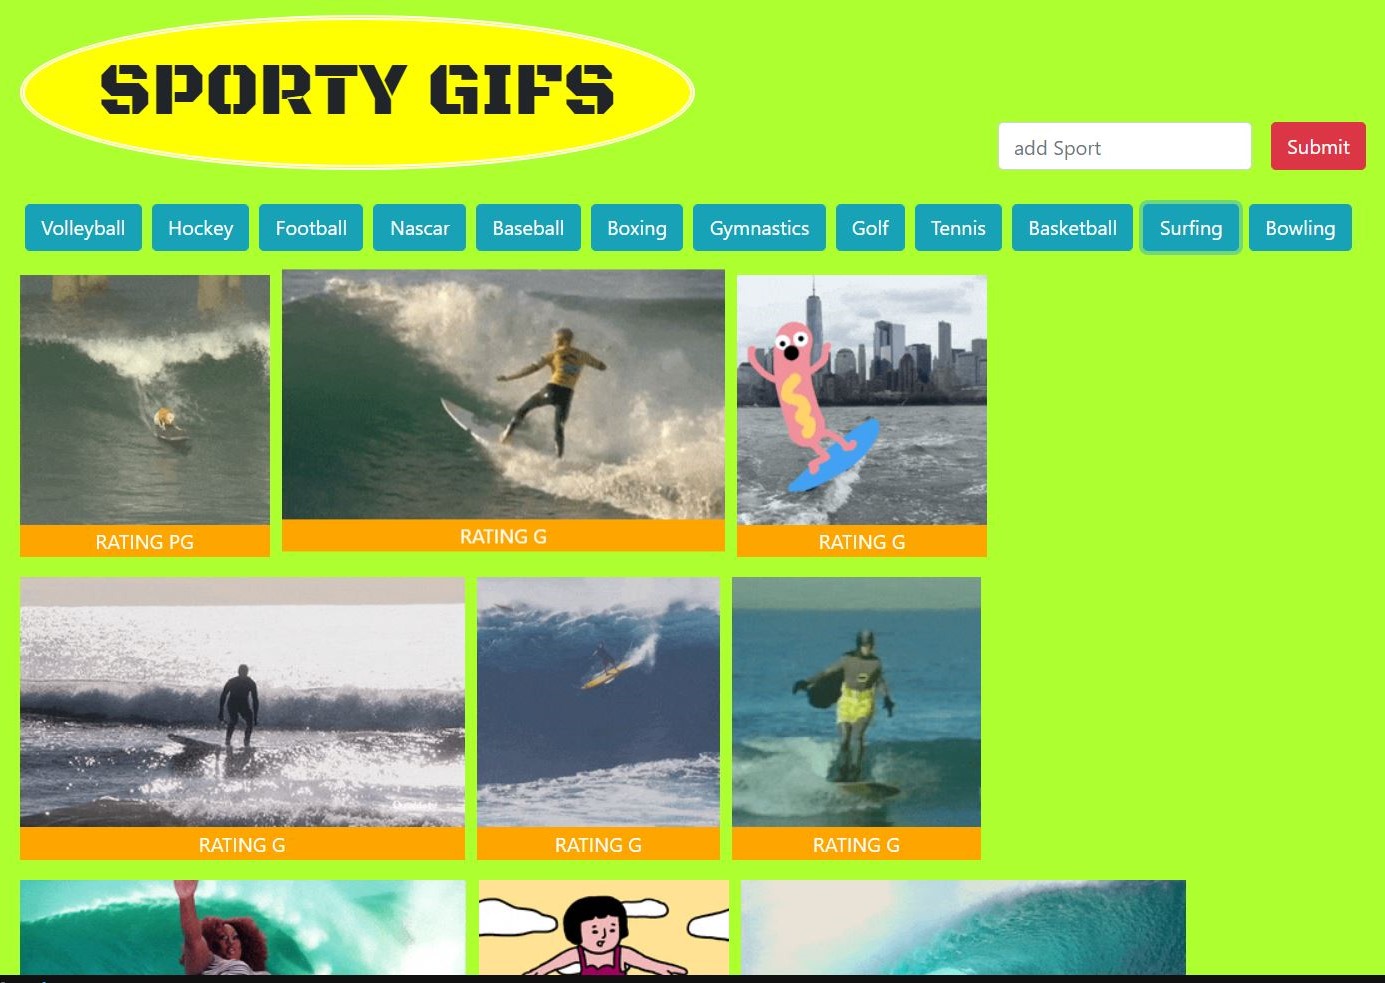 SPORTY GIFS
add Sport
Submit
Volleyball Hockey Football Nascar Baseball Boxing Gymnastics Golf Tennis Basketball Surfing Bowling
RATING PG
RATING G
RATING G
RATING G
RATING G
RATING G